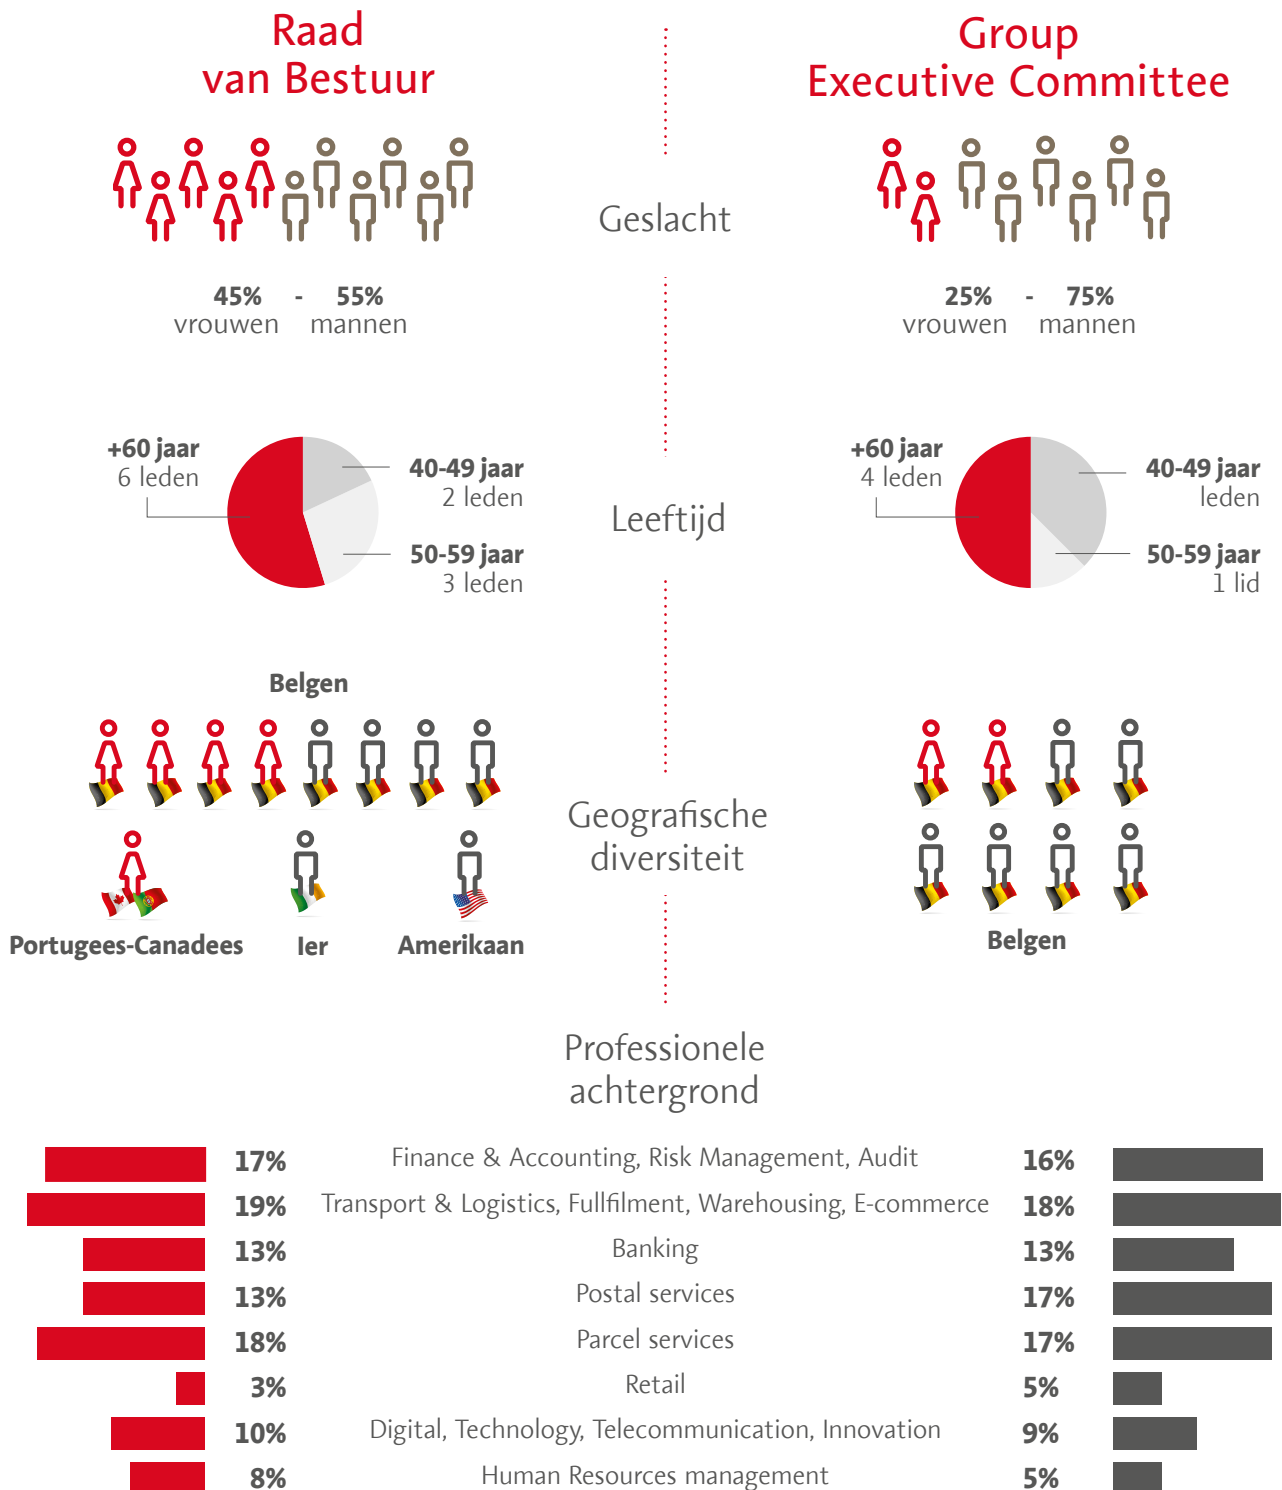 Raad
van Bestuur
Group
Executive Committee
Geslacht
45% - 55%
vrouwen mannen
25% - 75%
vrouwen mannen
Leeftijd
+60 jaar
6 leden
40-49 jaar
2 leden
50-59 jaar
3 leden
+60 jaar
4 leden
40-49 jaar
leden
50-59 jaar
1 lid
Geografische
diversiteit
Belgen
Portugees-Canadees Ier Amerikaan
Belgen
Professionele
achtergrond
17% Finance & Accounting, Risk Management, Audit 16%
19% Transport & Logistics, Fullfilment, Warehousing, E-commerce 18%
13% Banking 13%
13% Postal services 17%
18% Parcel services 17%
3% Retail 5%
10% Digital, Technology, Telecommunication, Innovation 9%
8% Human Resources management 5%